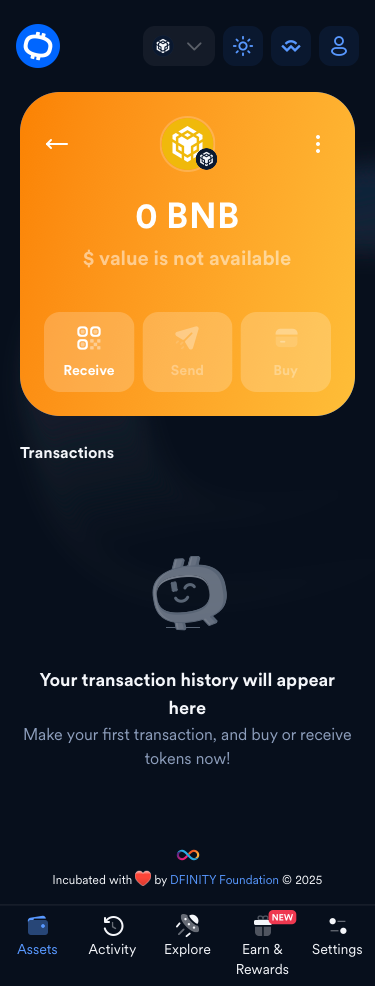 0 BNB
$ value is not available
Receive
Send
Buy
Transactions
Your transaction history will appear
here
Make your first transaction, and buy or receive
tokens now!
Incubated with ❤️ by DFINITY Foundation © 2025
NEW
Assets
Activity
Explore
Earn &
Rewards
Settings